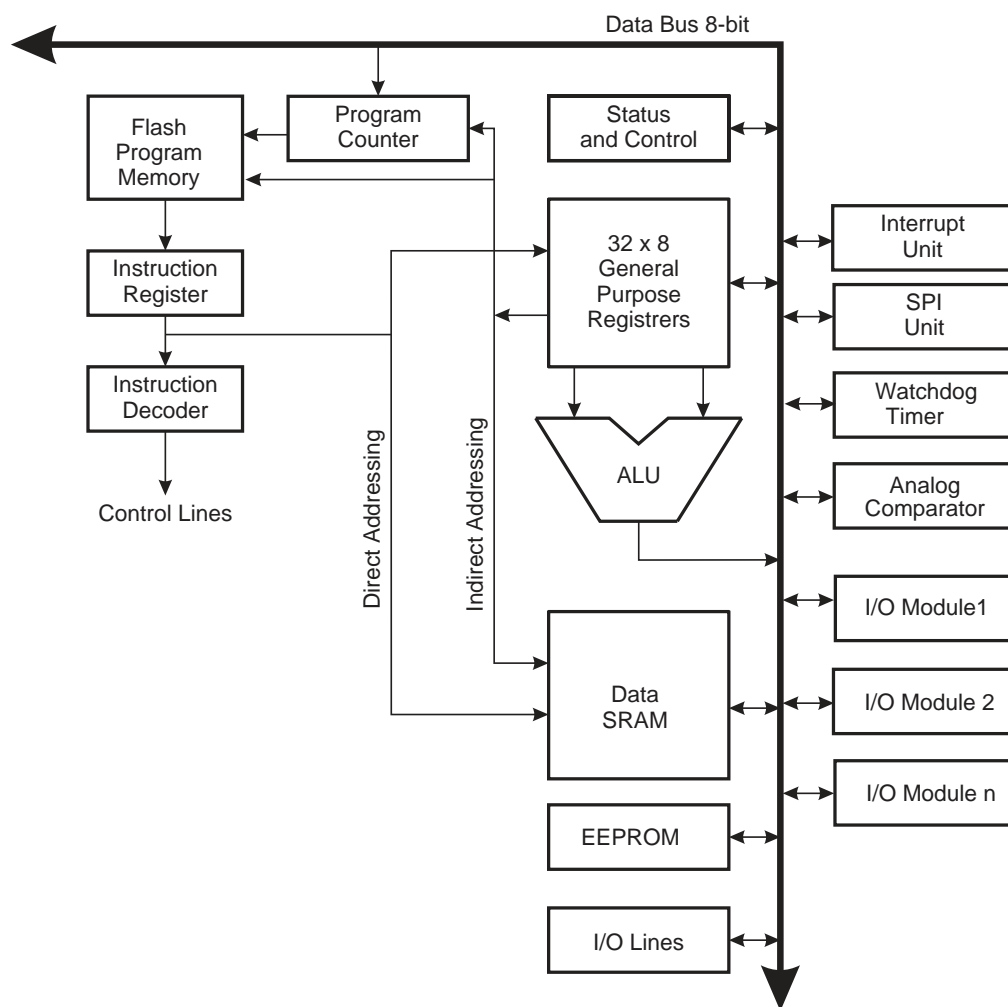 Data Bus 8-bit
Flash
Program
Memory
Program
Counter
Status
and Control
32 x 8
General
Purpose
Registrers
Interrupt
Unit
Instruction
Register
SPI
Unit
Instruction
Decoder
Watchdog
Timer
Control Lines
Direct Addressing
Indirect Addressing
ALU
Analog
Comparator
I/O Module1
Data
SRAM
I/O Module 2
I/O Module n
EEPROM
I/O Lines